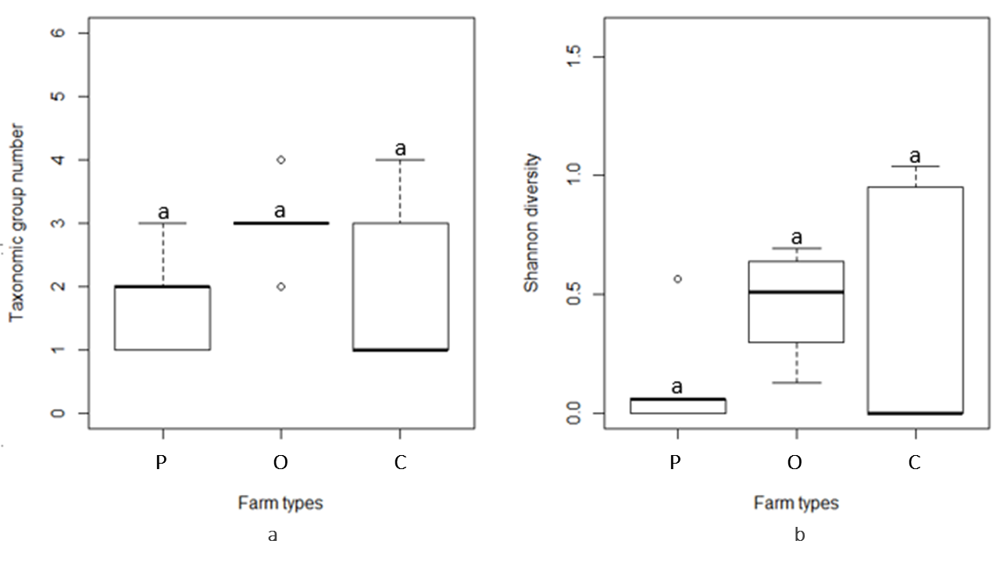 Taxonomic group number
6
5
4
3
2
1
0
a
a
a
P O C
Farm types
a
Shannon diversity
1.5
1.0
0.5
0.0
a
a
a
P O C
Farm types
b